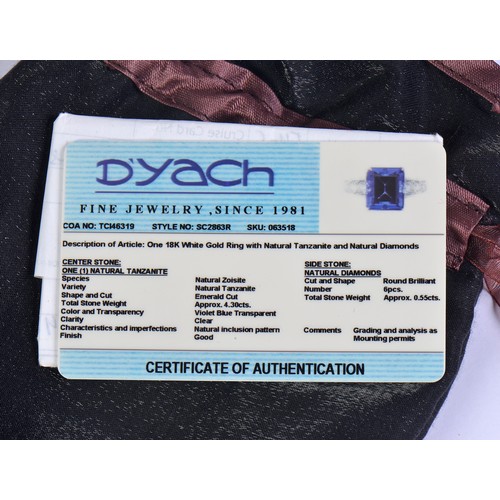 D'YACH
FINE JEWELRY , SINCE 1981
COA NO: TC46319 STYLE NO: SC2863R SKU: 063518
Description of Article: One 18K White Gold Ring with Natural Tanzanite and Natural Diamonds
CENTER STONE:
ONE (1) NATURAL TANZANITE
Species Natural Zoisite
Variety Natural Tanzanite
Shape and Cut Emerald Cut
Total Stone Weight Approx. 4.30cts.
Color and Transparency Violet Blue Transparent
Clarity Clear
Characteristics and imperfections Natural inclusion pattern
Finish Good
SIDE STONE:
NATURAL DIAMONDS
Cut and Shape Round Brilliant
Number 6pcs.
Total Stone Weight Approx. 0.55cts.
Comments Grading and analysis as
Mounting permits
CERTIFICATE OF AUTHENTICATION